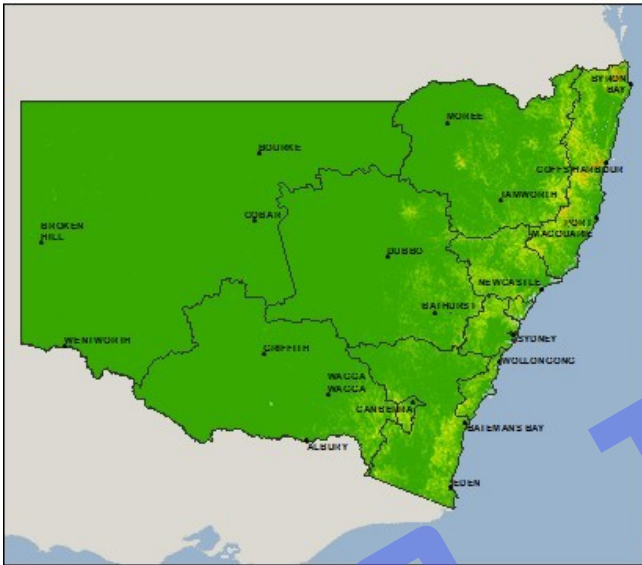 BYRON
BAY
MOREE
BOURKE
COFFS HARBOUR
TAMWORTH
COBAR
PORT
MACQUARIE
BROKEN
HILL
DUBBO
NEWCASTLE
BATHURST
SYDNEY
WENTWORTH
GRIFFITH
WOLLONGONG
WAGGA
WAGGA
CANBERRA
BATEMANS BAY
ALBURY
EDEN